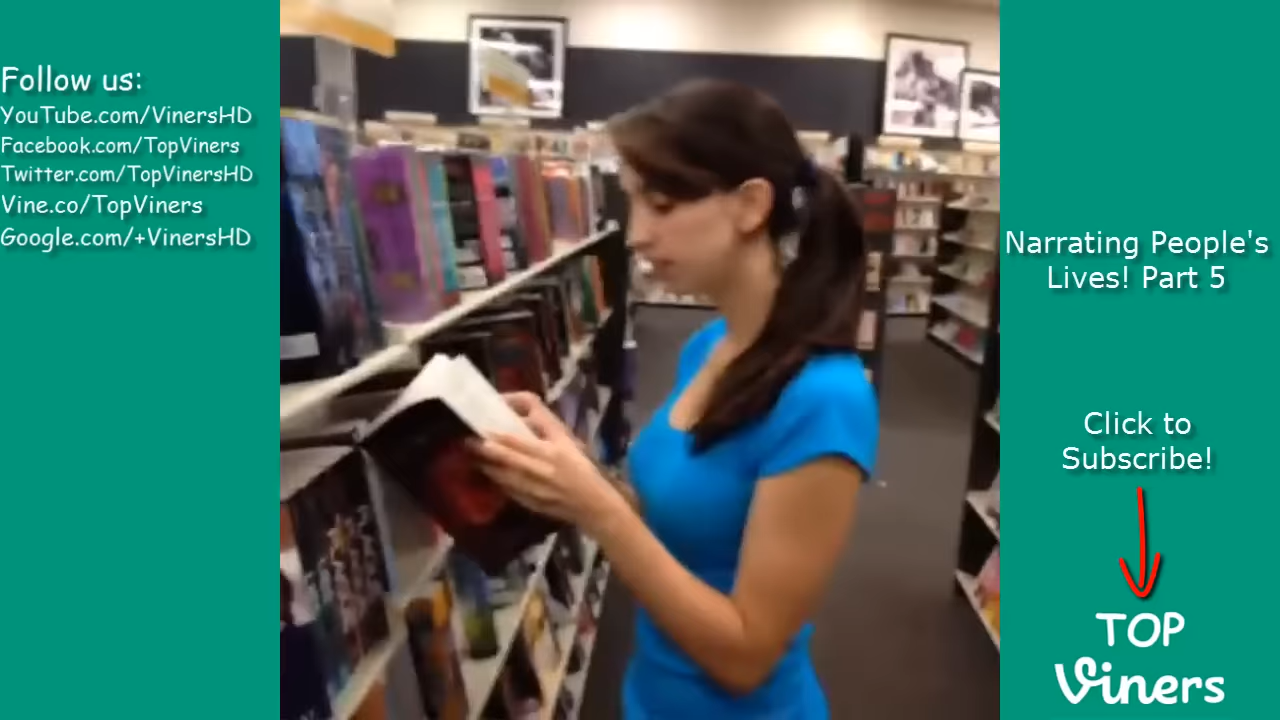 Follow us:
YouTube.com/VinersHD
Facebook.com/TopViners
Twitter.com/TopVinersHD
Vine.co/TopViners
Google.com/+VinersHD
Narrating People's
Lives! Part 5
Click to
Subscribe!
TOP
Viners